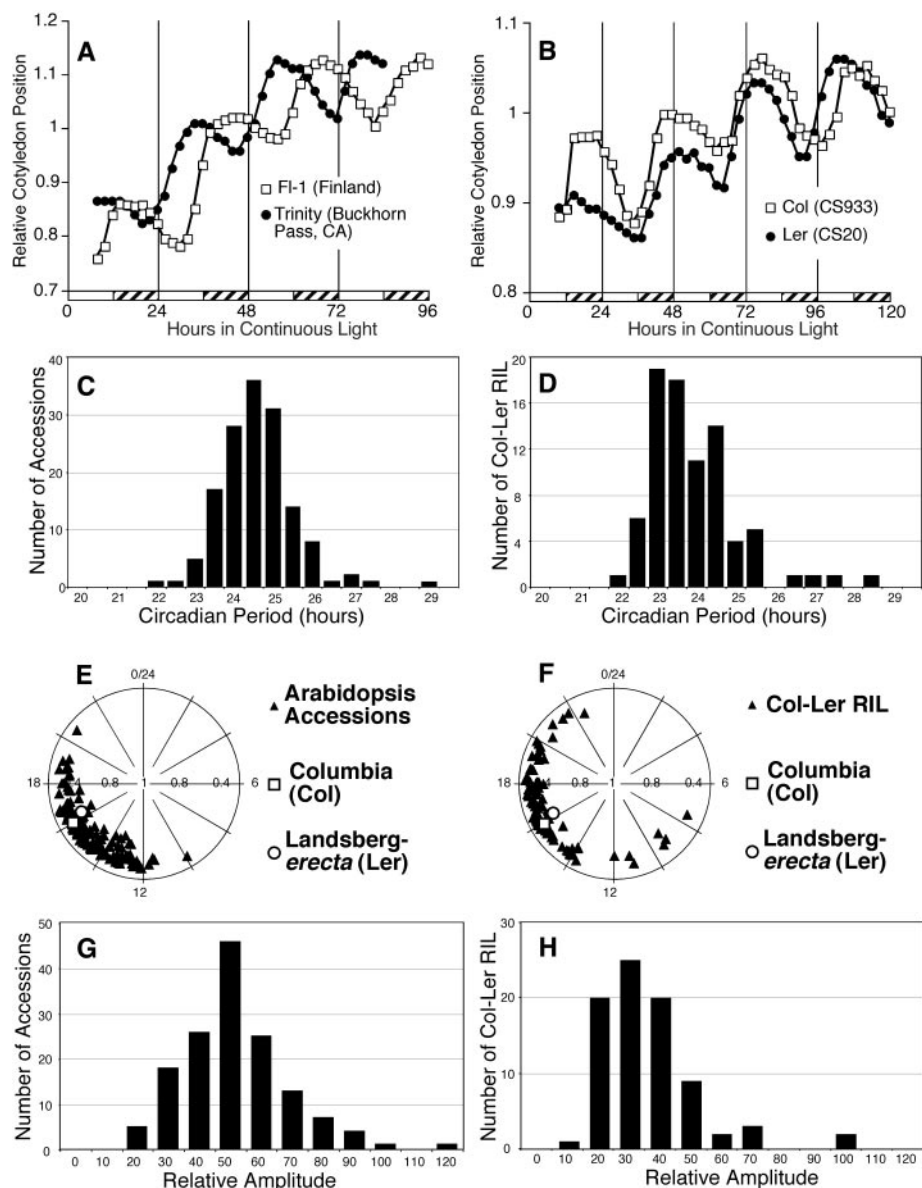 A
Relative Cotyledon Position
1.2
1.1
1
0.9
0.8
0.7
Fl-1 (Finland)
Trinity (Buckhorn
Pass, CA)
0 24 48 72 96
Hours in Continuous Light
B
Relative Cotyledon Position
1.1
1
0.9
0.8
Col (CS933)
Ler (CS20)
0 24 48 72 96 120
Hours in Continuous Light
C
Number of Accessions
40
30
20
10
0
20 21 22 23 24 25 26 27 28 29
Circadian Period (hours)
D
Number of Col-Ler RIL
20
16
12
8
4
0
20 21 22 23 24 25 26 27 28 29
Circadian Period (hours)
E
0/24
18 0.8 1 0.8 0.4 6
12
Arabidopsis
Accessions
Columbia
(Col)
Landsberg-
erecta (Ler)
F
0/24
18 0.8 1 0.8 0.4 6
12
Col-Ler RIL
Columbia
(Col)
Landsberg-
erecta (Ler)
G
Number of Accessions
50
40
30
20
10
0
0 10 20 30 40 50 60 70 80 90 100 110 120
Relative Amplitude
H
Number of Col-Ler RIL
30
20
10
0
0 10 20 30 40 50 60 70 80 90 100 110 120
Relative Amplitude